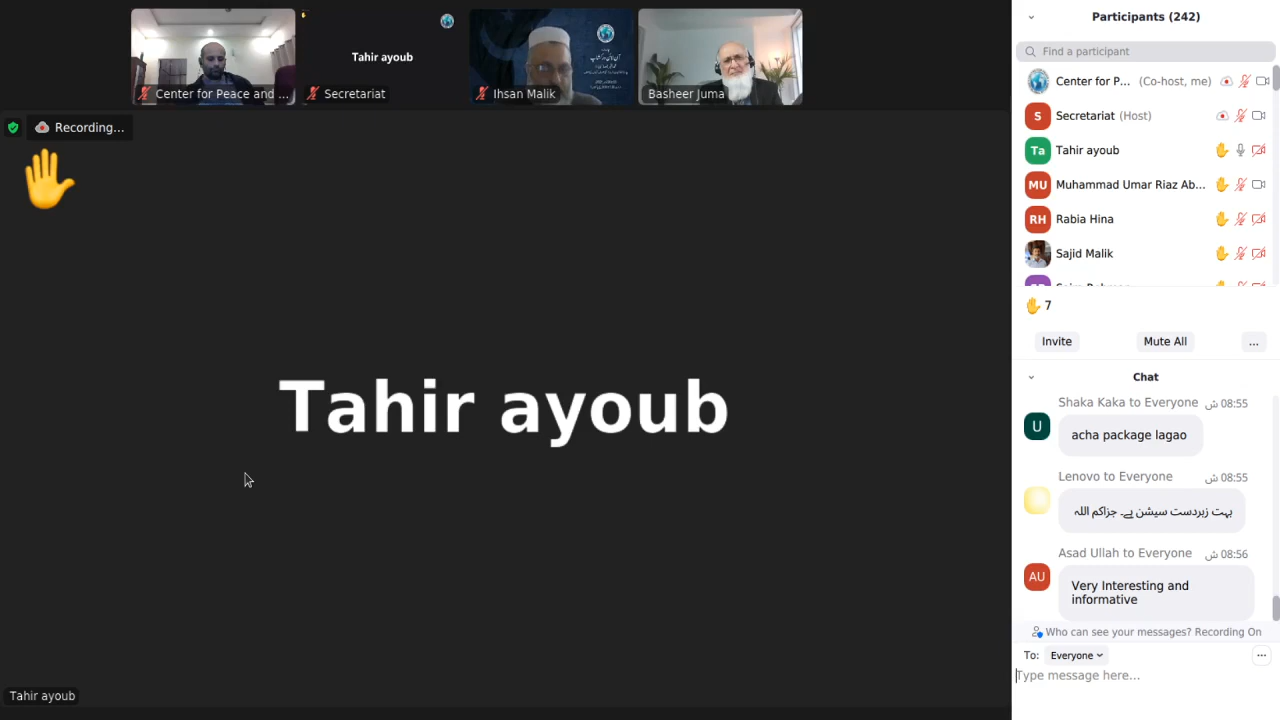 Tahir ayoub
Center for Peace and ...
Secretariat
Ihsan Malik
Basheer Juma
Recording...
Tahir ayoub
Tahir ayoub
Participants (242)
Find a participant
Center for P... (Co-host, me)
S
Secretariat (Host)
Ta
Tahir ayoub
MU
Muhammad Umar Riaz Ab...
RH
Rabia Hina
Sajid Malik
7
Invite
Mute All
...
Chat
Shaka Kaka to Everyone
08:55 ش
U
acha package lagao
Lenovo to Everyone
08:55 ش
بہت زبردست سیشن ہے۔ جزاکم اللہ
Asad Ullah to Everyone
08:56 ش
AU
Very Interesting and
informative
Who can see your messages? Recording On
To: Everyone
Type message here...